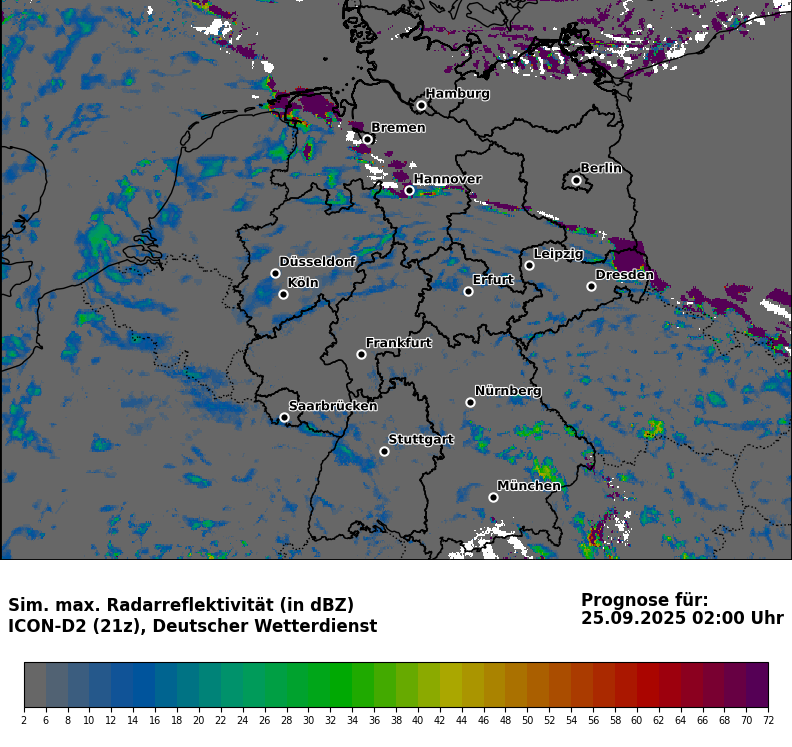 Hamburg
Bremen
Berlin
Hannover
Leipzig
Düsseldorf
Dresden
Köln
Erfurt
Frankfurt
Nürnberg
Saarbrücken
Stuttgart
München
Sim. max. Radarreflektivität (in dBZ)
ICON-D2 (21z), Deutscher Wetterdienst
Prognose für:
25.09.2025 02:00 Uhr
2 6 8 10 12 14 16 18 20 22 24 26 28 30 32 34 36 38 40 42 44 46 48 50 52 54 56 58 60 62 64 66 68 70 72